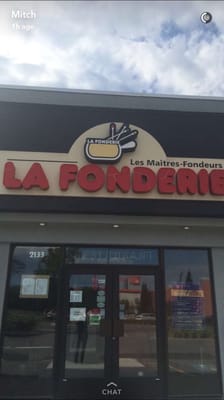 Mitch
1h ago
LA FONDERIE
Les Maitres-Fondeurs
LA FONDERIE
2133
CHAT